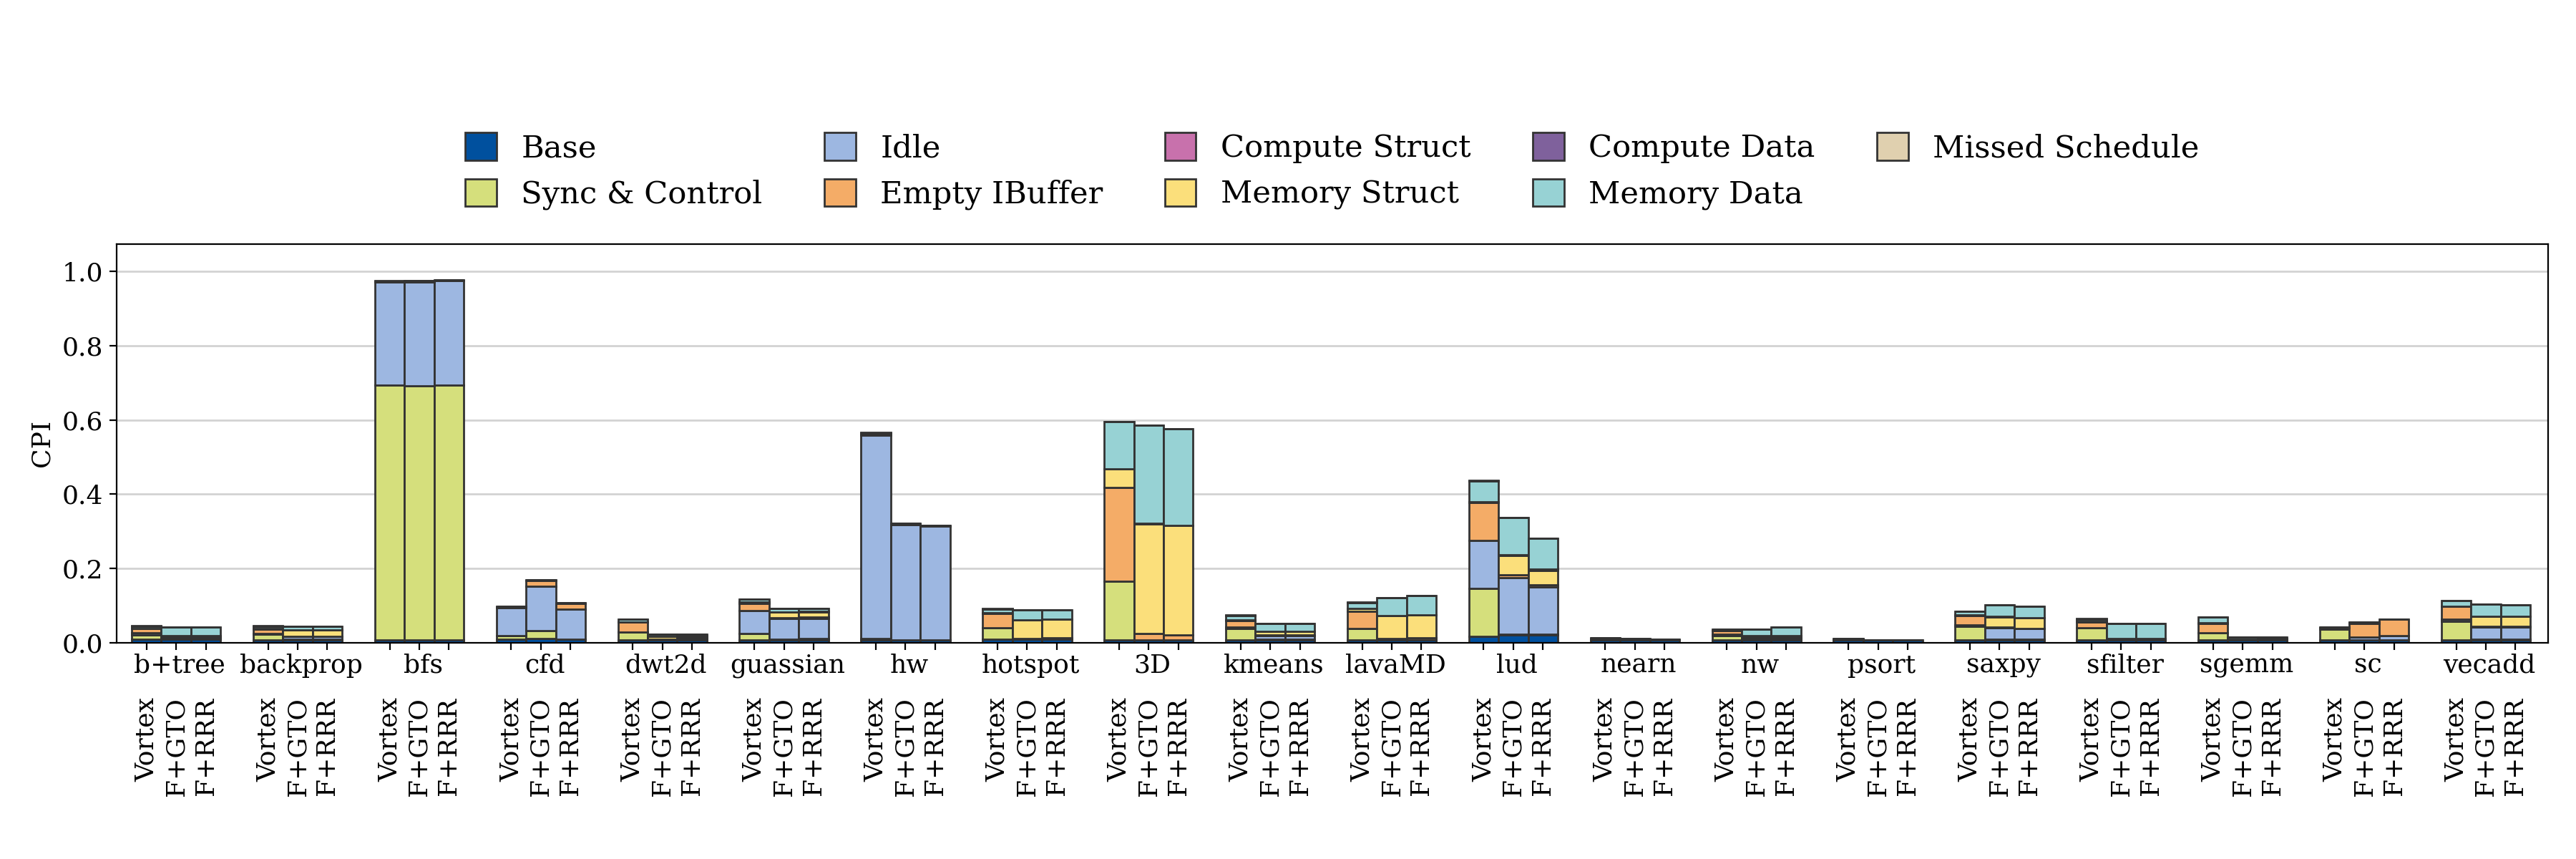 Base Idle Compute Struct Compute Data Missed Schedule
Sync & Control Empty IBuffer Memory Struct Memory Data
CPI
1.0
0.8
0.6
0.4
0.2
0.0
b+tree backprop bfs cfd dwt2d guassian hw hotspot 3D kmeans lavaMD lud nearn nw psort saxpy sfilter sgemm sc vecadd
Vortex F+GTO F+RRR Vortex F+GTO F+RRR Vortex F+GTO F+RRR Vortex F+GTO F+RRR Vortex F+GTO F+RRR Vortex F+GTO F+RRR Vortex F+GTO F+RRR Vortex F+GTO F+RRR Vortex F+GTO F+RRR Vortex F+GTO F+RRR Vortex F+GTO F+RRR Vortex F+GTO F+RRR Vortex F+GTO F+RRR Vortex F+GTO F+RRR Vortex F+GTO F+RRR Vortex F+GTO F+RRR Vortex F+GTO F+RRR Vortex F+GTO F+RRR Vortex F+GTO F+RRR Vortex F+GTO F+RRR